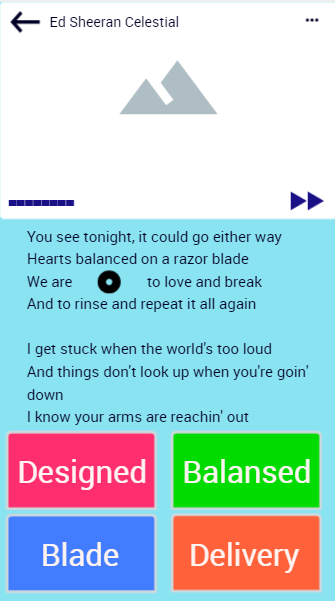 Ed Sheeran Celestial
You see tonight, it could go either way
Hearts balanced on a razor blade
We are to love and break
And to rinse and repeat it all again
I get stuck when the world's too loud
And things don't look up when you're goin'
down
I know your arms are reachin' out
Designed Balansed
Blade Delivery